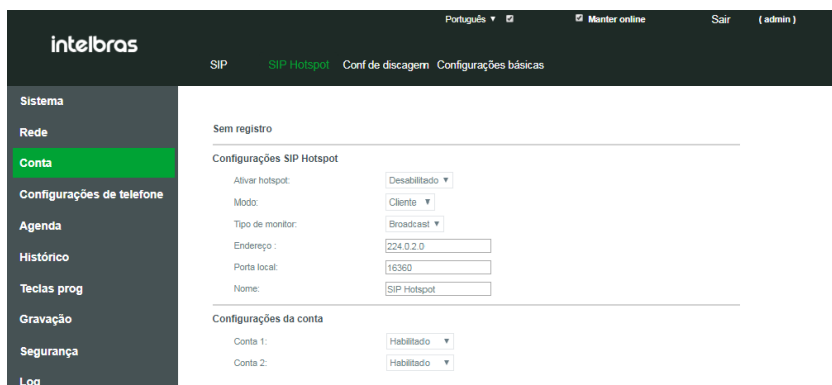 Português
Manter online
Sair
( admin )
intelbras
SIP
SIP Hotspot
Conf de discagem
Configurações básicas
Sistema
Rede
Conta
Configurações de telefone
Agenda
Histórico
Teclas prog
Gravação
Segurança
Log
Sem registro
Configurações SIP Hotspot
Ativar hotspot: Desabilitado
Modo: Cliente
Tipo de monitor: Broadcast
Endereço : 224.0.2.0
Porta local: 16360
Nome: SIP Hotspot
Configurações da conta
Conta 1: Habilitado
Conta 2: Habilitado